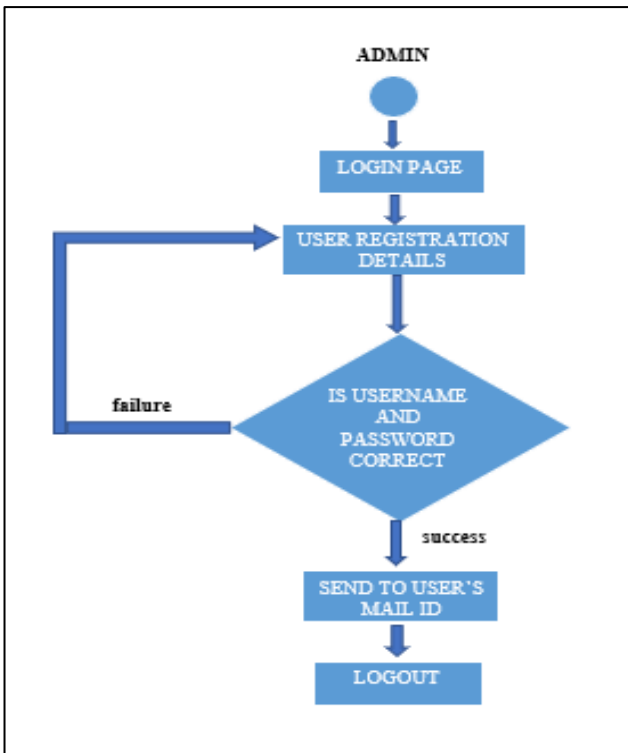 ADMIN
LOGIN PAGE
USER REGISTRATION
DETAILS
failure
IS USERNAME
AND
PASSWORD
CORRECT
success
SEND TO USER’S
MAIL ID
LOGOUT